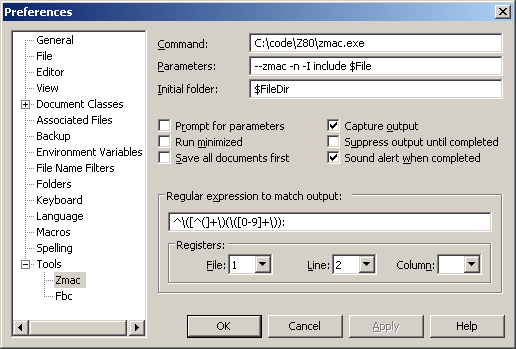 Preferences
General
File
Editor
View
Document Classes
Associated Files
Backup
Environment Variables
File Name Filters
Folders
Keyboard
Language
Macros
Spelling
Tools
Zmac
Fbc
Command: C:\code\Z80\zmac.exe
Parameters: --zmac -n -I include $File
Initial folder: $FileDir
Prompt for parameters
Capture output
Run minimized
Suppress output until completed
Save all documents first
Sound alert when completed
Regular expression to match output:
^\([^(]+\)(\([0-9]+\)):
Registers:
File: 1 Line: 2 Column:
OK Cancel Apply Help